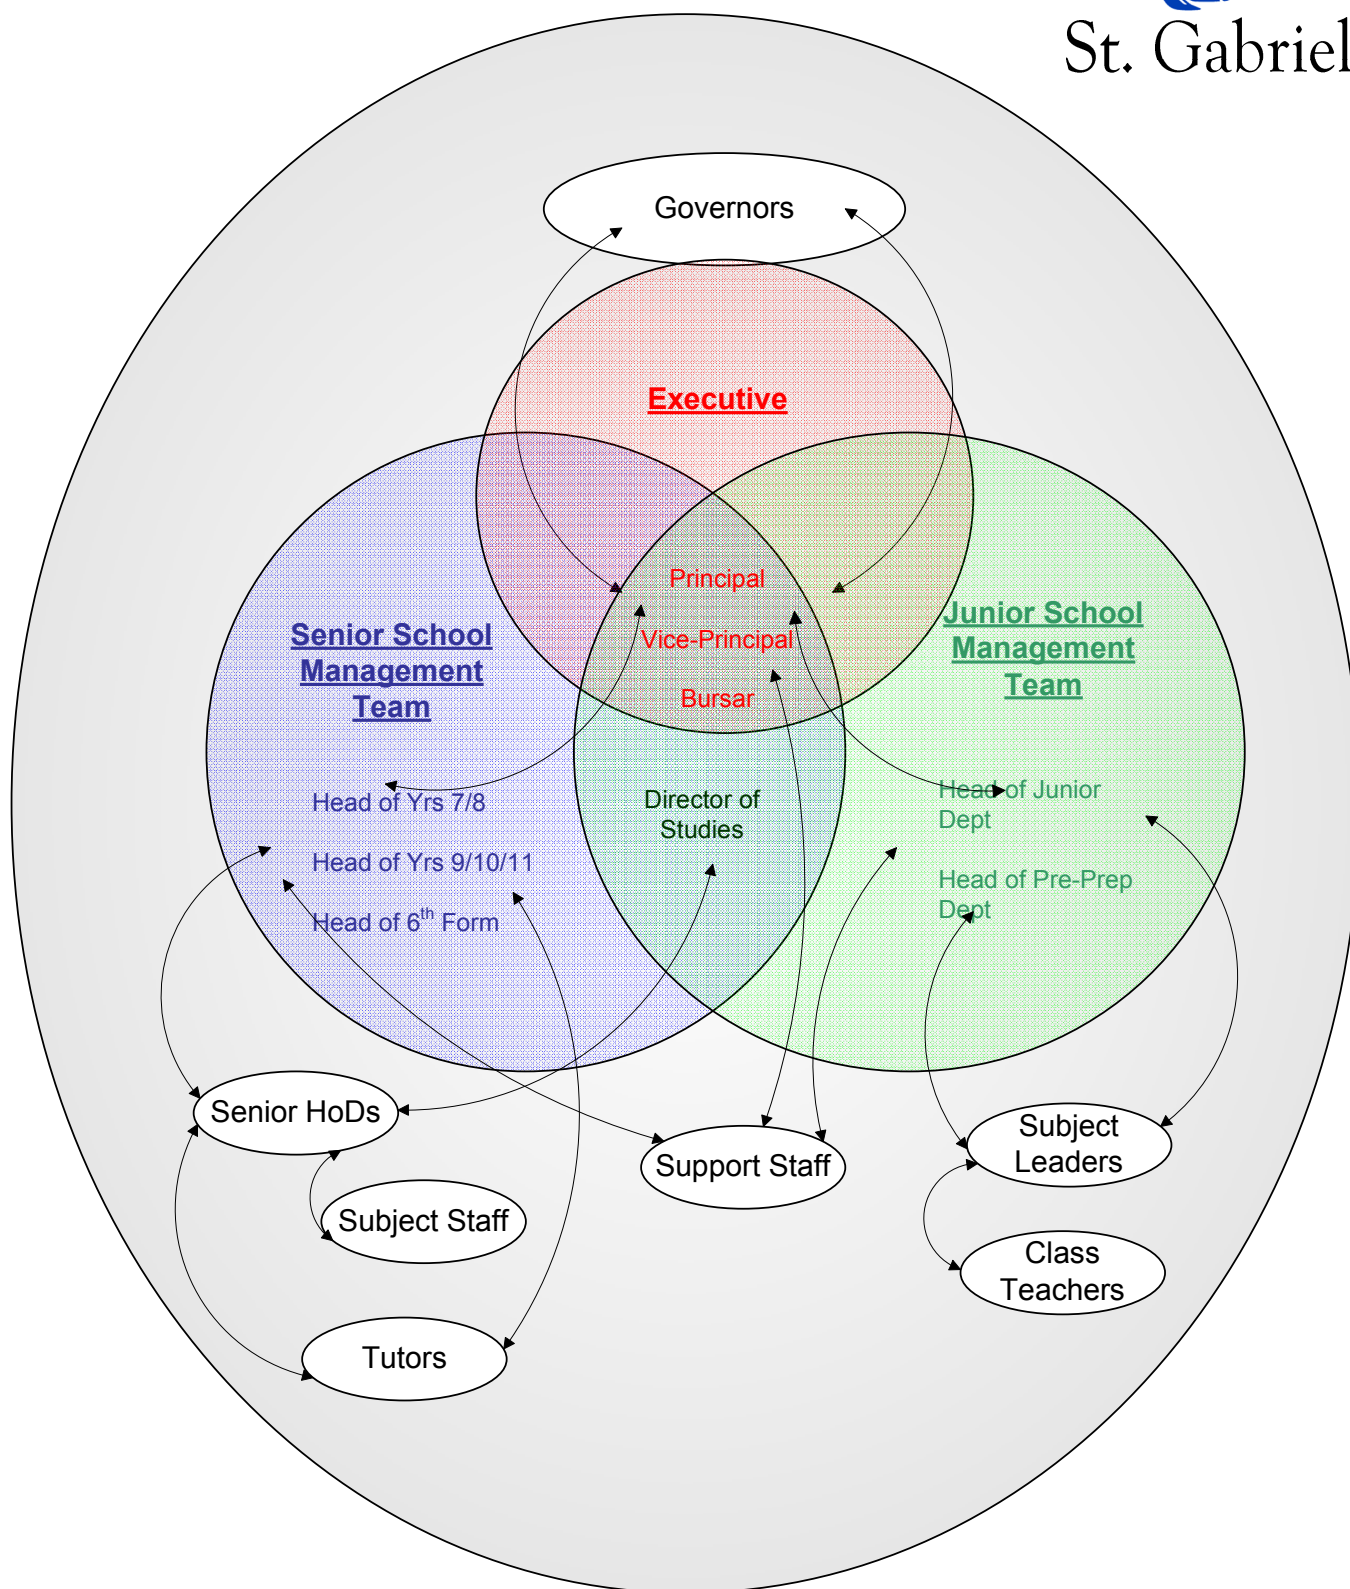 St. Gabriel
Governors
Executive
Principal
Vice-Principal
Bursar
Senior School
Management
Team
Junior School
Management
Team
Head of Yrs 7/8
Head of Yrs 9/10/11
Head of 6th Form
Director of
Studies
Head of Junior
Dept
Head of Pre-Prep
Dept
Senior HoDs
Subject Staff
Tutors
Support Staff
Subject
Leaders
Class
Teachers